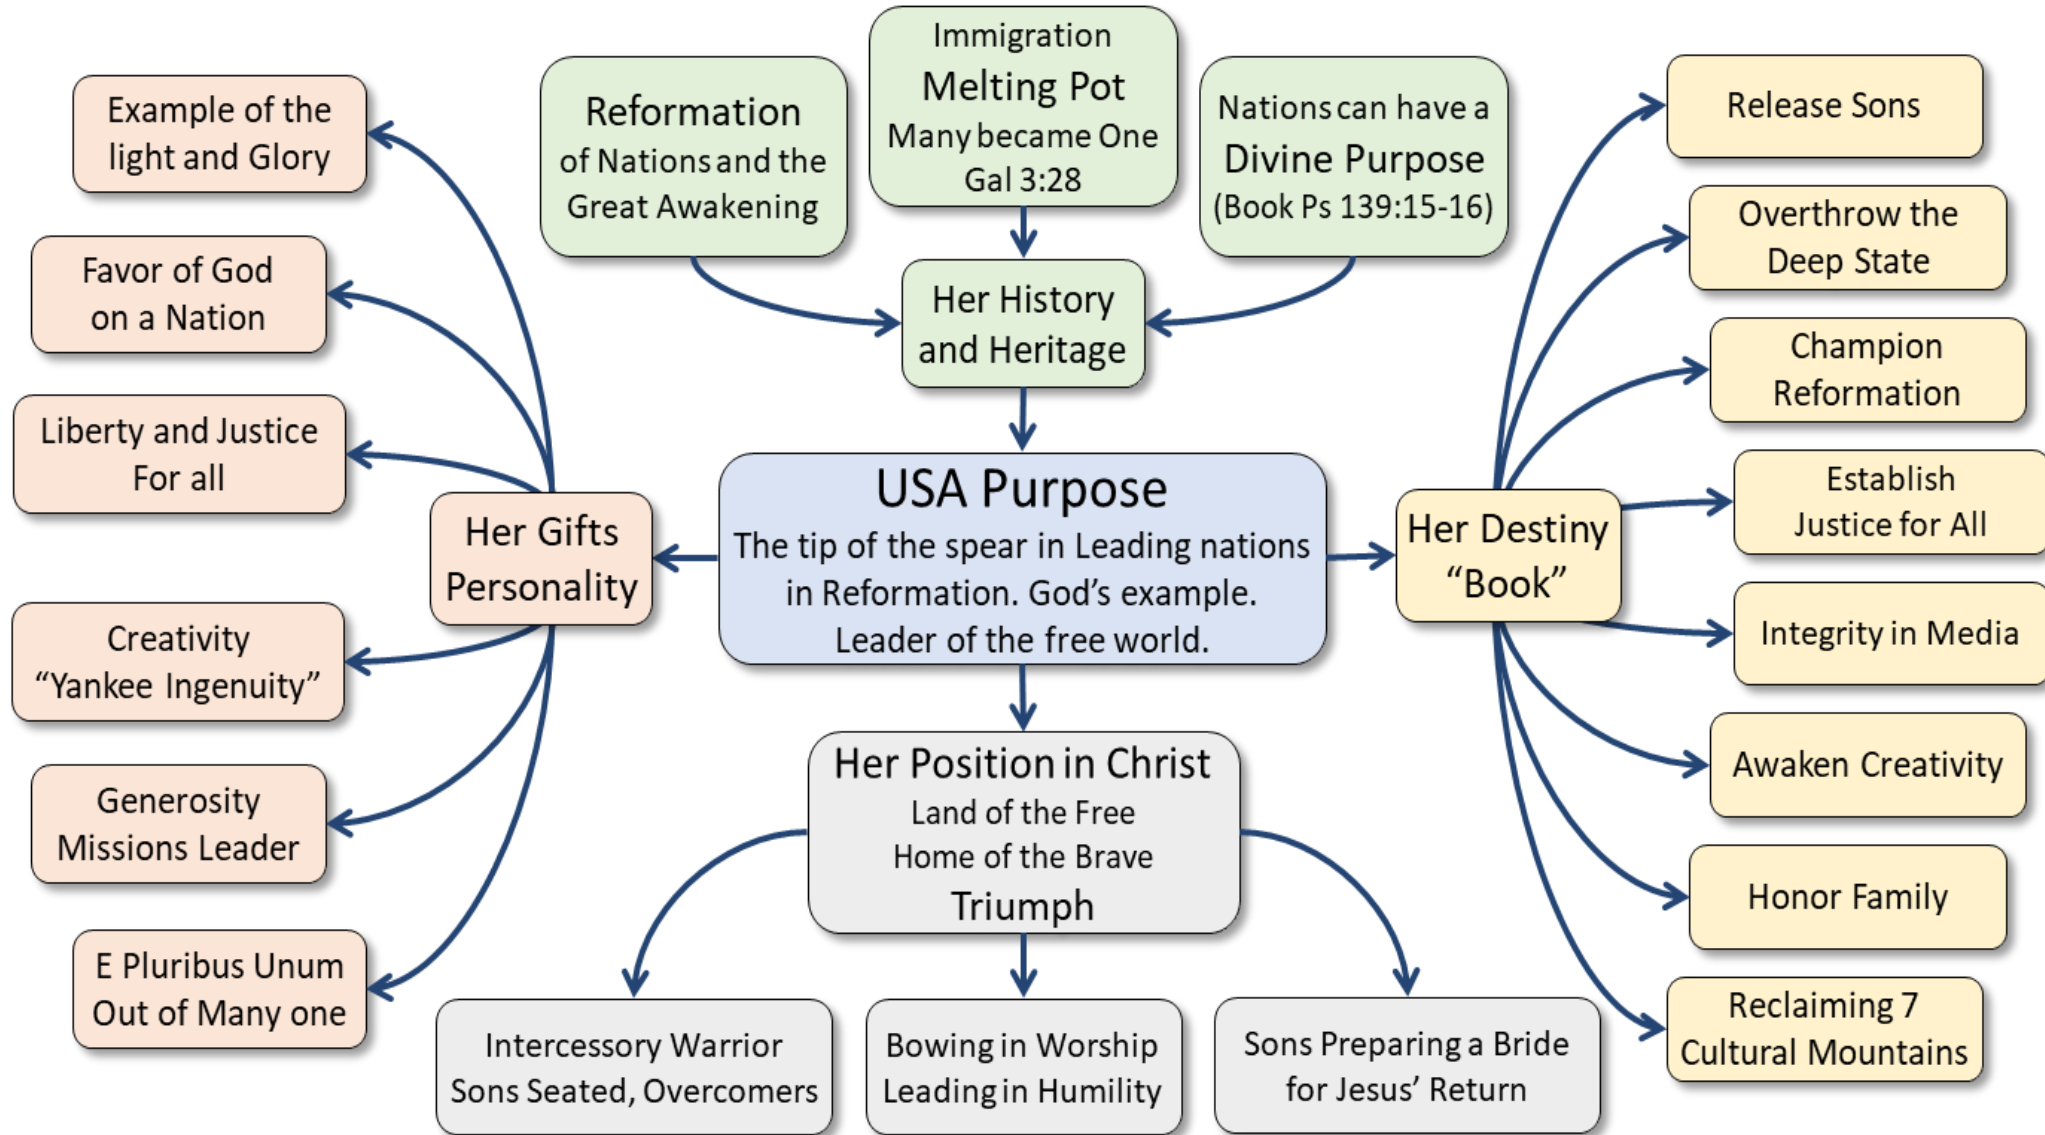 Immigration
Melting Pot
Many became One
Gal 3:28
Reformation
of Nations and the
Great Awakening
Nations can have a
Divine Purpose
(Book Ps 139:15-16)
Her History
and Heritage
USA Purpose
The tip of the spear in Leading nations
in Reformation. God’s example.
Leader of the free world.
Her Gifts
Personality
Example of the
light and Glory
Favor of God
on a Nation
Liberty and Justice
For all
Creativity
“Yankee Ingenuity”
Generosity
Missions Leader
E Pluribus Unum
Out of Many one
Her Destiny
“Book”
Release Sons
Overthrow the
Deep State
Champion
Reformation
Establish
Justice for All
Integrity in Media
Awaken Creativity
Honor Family
Reclaiming 7
Cultural Mountains
Her Position in Christ
Land of the Free
Home of the Brave
Triumph
Intercessory Warrior
Sons Seated, Overcomers
Bowing in Worship
Leading in Humility
Sons Preparing a Bride
for Jesus’ Return